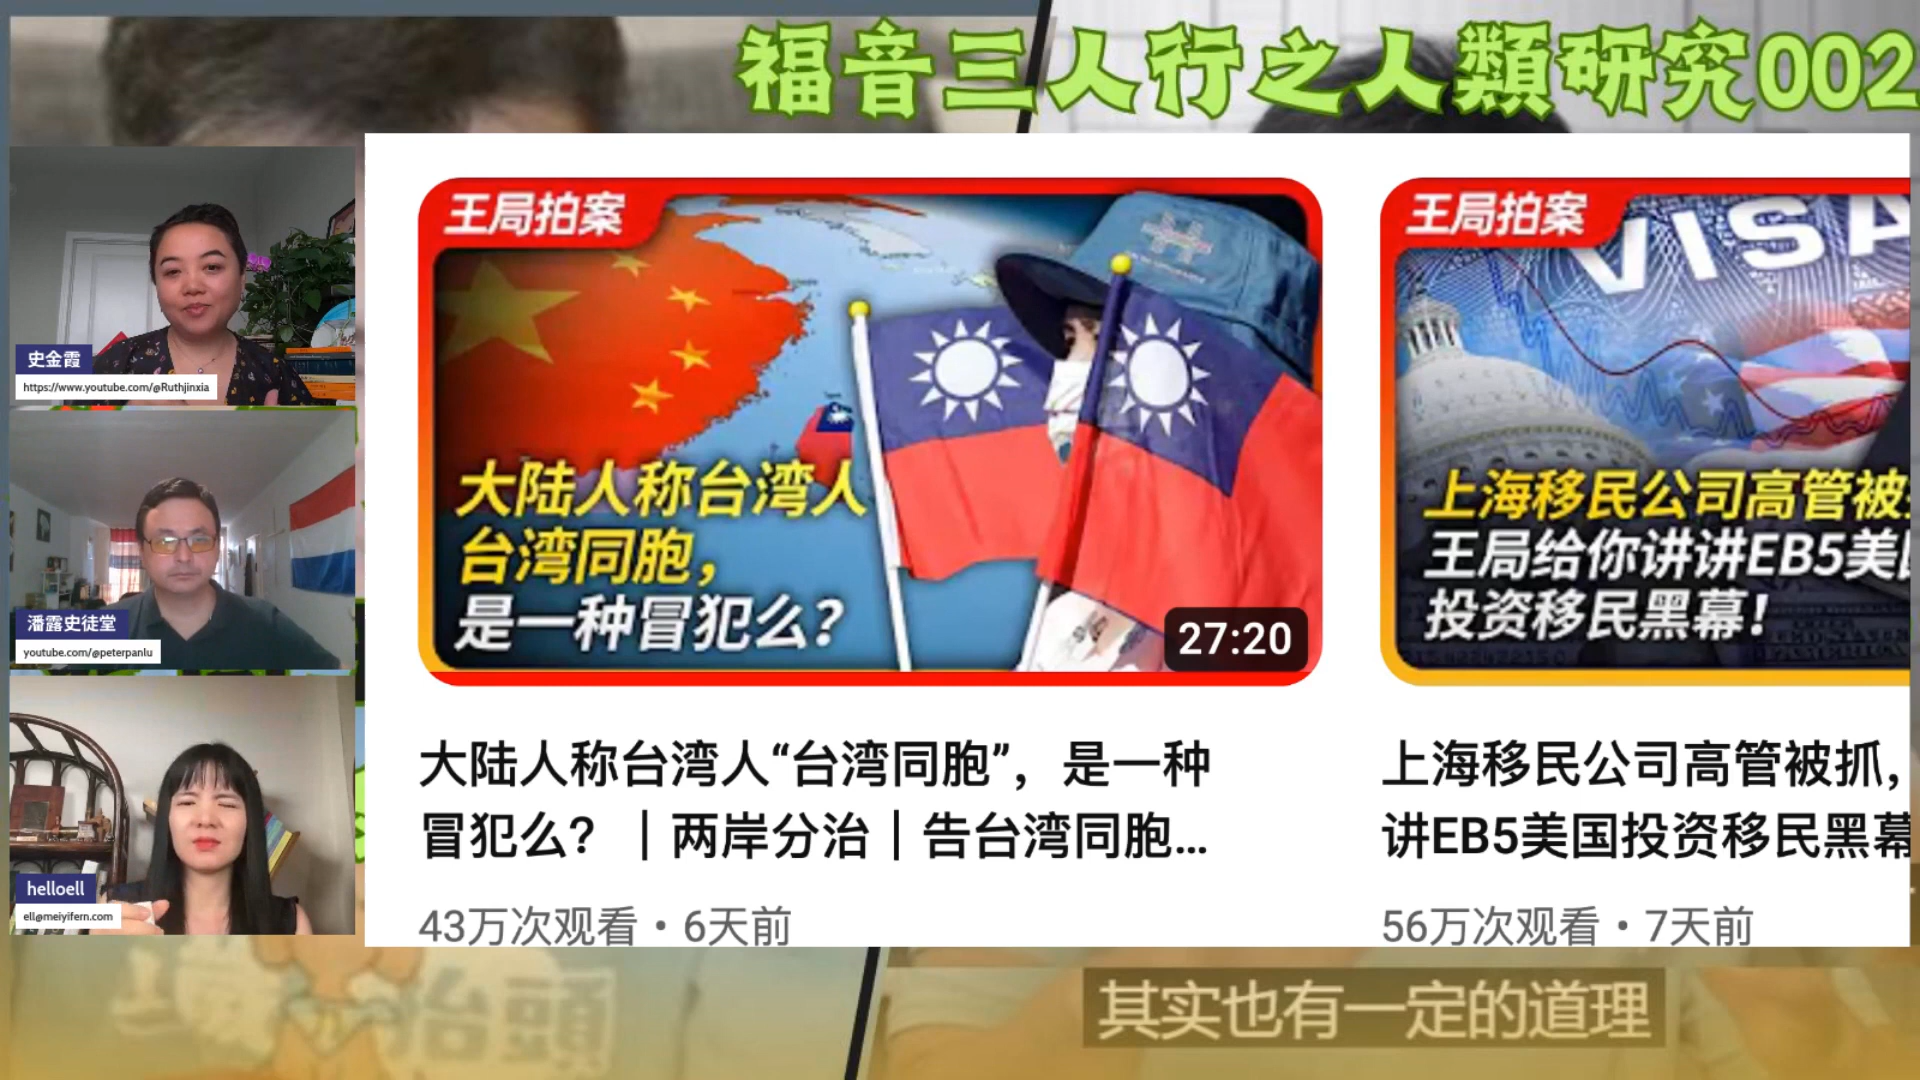 福音三人行之人類研究002
史金霞
https://www.youtube.com/@Ruthjinxia
潘露史徒堂
youtube.com/@peterpanlu
helloell
ell@meiyifern.com
王局拍案
大陆人称台湾人
台湾同胞，
是一种冒犯么？
27:20
大陆人称台湾人“台湾同胞”，是一种
冒犯么？｜两岸分治｜告台湾同胞...
43万次观看・6天前
王局拍案
VISA
上海移民公司高管被
王局给你讲讲EB5美
投资移民黑幕！
上海移民公司高管被抓，
讲EB5美国投资移民黑幕
56万次观看・7天前
其实也有一定的道理